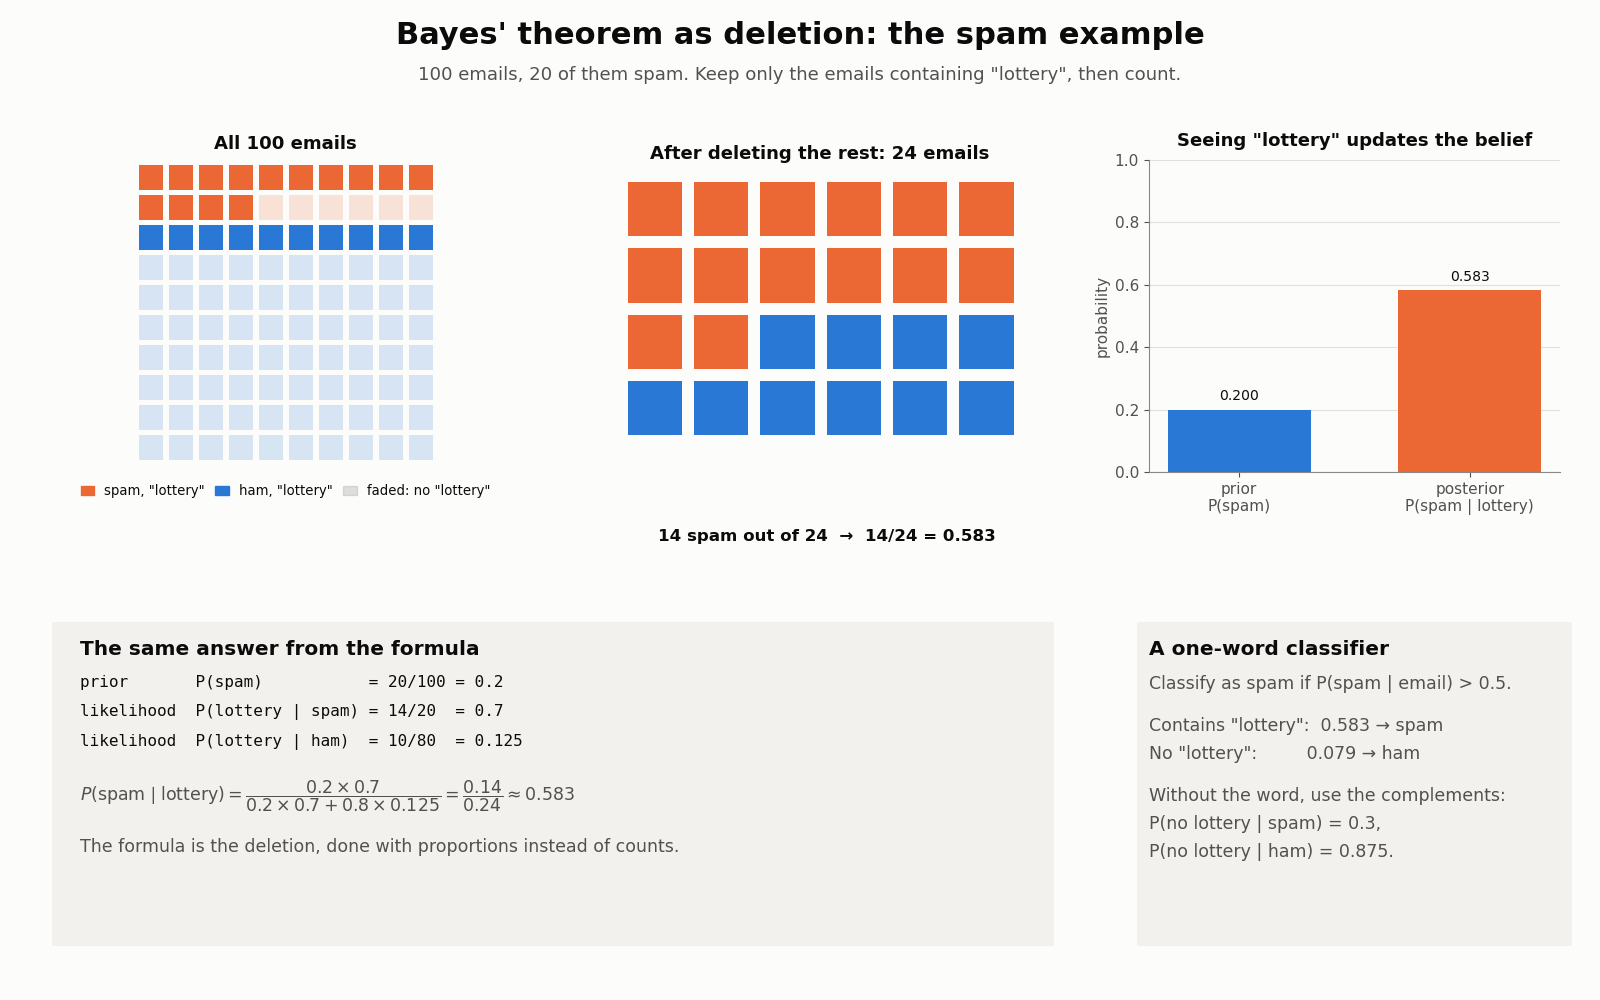 Bayes' theorem as deletion: the spam example
100 emails, 20 of them spam. Keep only the emails containing "lottery", then count.
All 100 emails
spam, "lottery"
ham, "lottery"
faded: no "lottery"
After deleting the rest: 24 emails
14 spam out of 24 → 14/24 = 0.583
Seeing "lottery" updates the belief
probability
1.0
0.8
0.6
0.4
0.2
0.0
0.200
0.583
prior
P(spam)
posterior
P(spam | lottery)
The same answer from the formula
prior       P(spam)           = 20/100 = 0.2
likelihood  P(lottery | spam) = 14/20  = 0.7
likelihood  P(lottery | ham)  = 10/80  = 0.125
P(spam | lottery) = (0.2 × 0.7) / (0.2 × 0.7 + 0.8 × 0.125) = 0.14 / 0.24 ≈ 0.583
The formula is the deletion, done with proportions instead of counts.
A one-word classifier
Classify as spam if P(spam | email) > 0.5.
Contains "lottery":  0.583 → spam
No "lottery":          0.079 → ham
Without the word, use the complements:
P(no lottery | spam) = 0.3,
P(no lottery | ham) = 0.875.